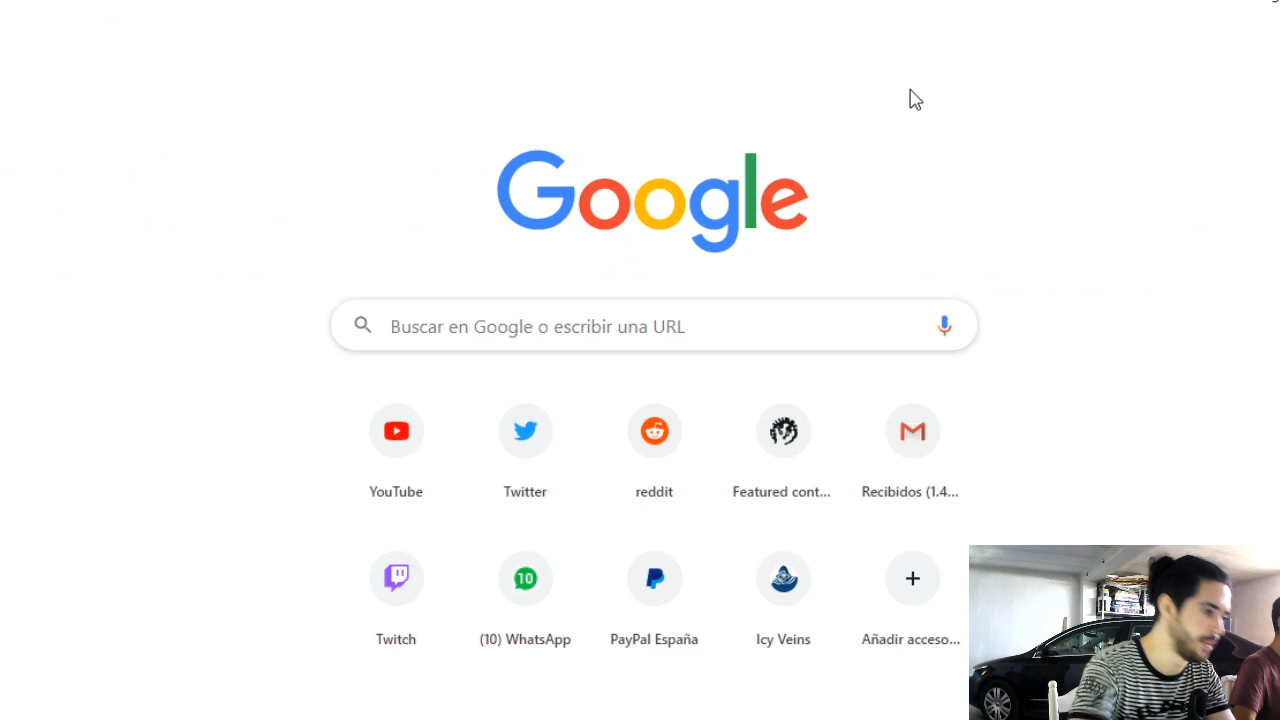 Google
Buscar en Google o escribir una URL
YouTube
Twitter
reddit
Featured cont...
Recibidos (1.4...
10
Twitch
(10) WhatsApp
PayPal España
Icy Veins
Añadir acceso...